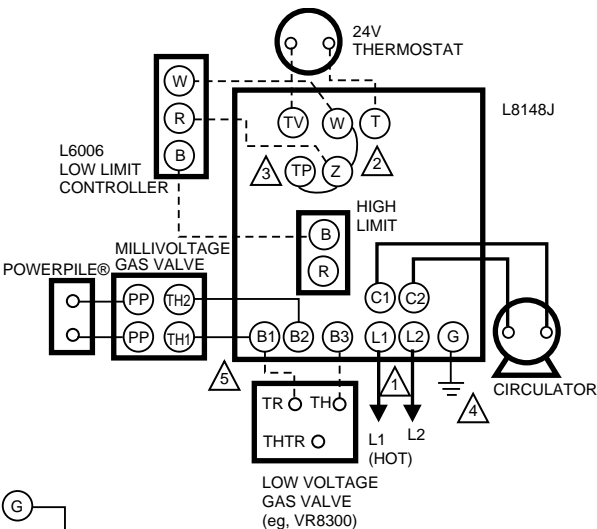 24V
THERMOSTAT
L8148J
W
R
B
L6006
LOW LIMIT
CONTROLLER
TV
W
T
3
TP
Z
2
HIGH
LIMIT
B
R
MILLIVOLTAGE
GAS VALVE
POWERPILE®
PP
TH2
PP
TH1
C1
C2
B1
B2
B3
L1
L2
G
5
1
4
CIRCULATOR
TR
TH
THTR
L1
(HOT)
L2
LOW VOLTAGE
GAS VALVE
(eg, VR8300)
G